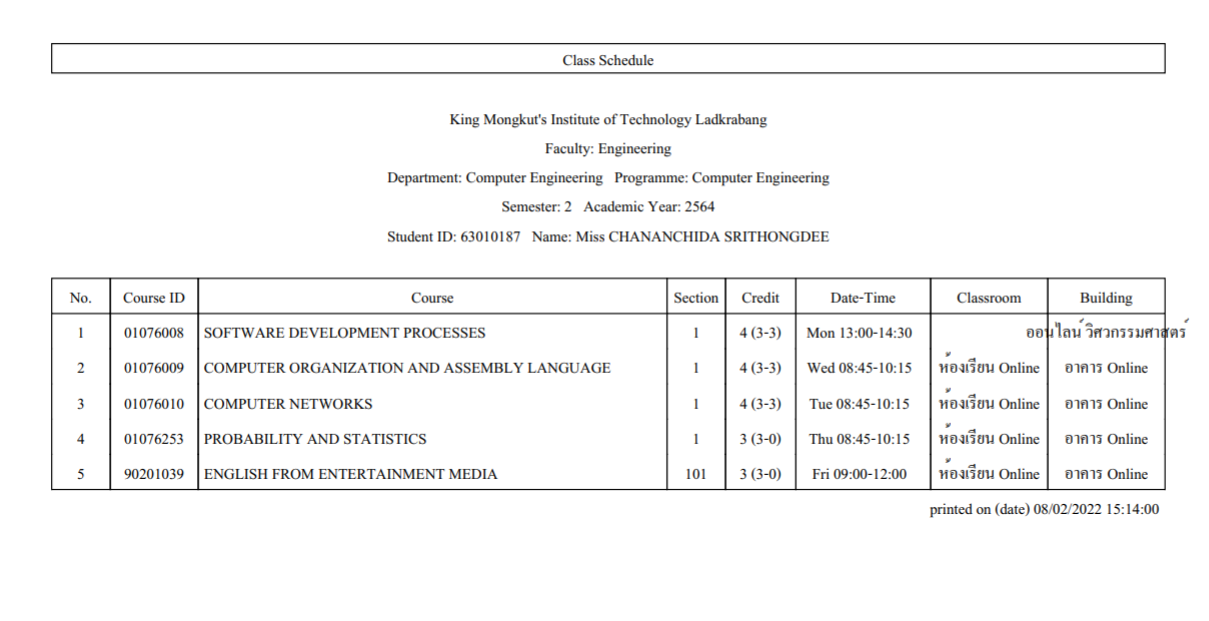 Class Schedule
King Mongkut's Institute of Technology Ladkrabang
Faculty: Engineering
Department: Computer Engineering Programme: Computer Engineering
Semester: 2 Academic Year: 2564
Student ID: 63010187 Name: Miss CHANANCHIDA SRITHONGDEE
No. Course ID Course Section Credit Date-Time Classroom Building
1 01076008 SOFTWARE DEVELOPMENT PROCESSES 1 4 (3-3) Mon 13:00-14:30 ออนไลน์ วิศวกรรมศาสตร์
2 01076009 COMPUTER ORGANIZATION AND ASSEMBLY LANGUAGE 1 4 (3-3) Wed 08:45-10:15 ห้องเรียน Online อาคาร Online
3 01076010 COMPUTER NETWORKS 1 4 (3-3) Tue 08:45-10:15 ห้องเรียน Online อาคาร Online
4 01076253 PROBABILITY AND STATISTICS 1 3 (3-0) Thu 08:45-10:15 ห้องเรียน Online อาคาร Online
5 90201039 ENGLISH FROM ENTERTAINMENT MEDIA 101 3 (3-0) Fri 09:00-12:00 ห้องเรียน Online อาคาร Online
printed on (date) 08/02/2022 15:14:00